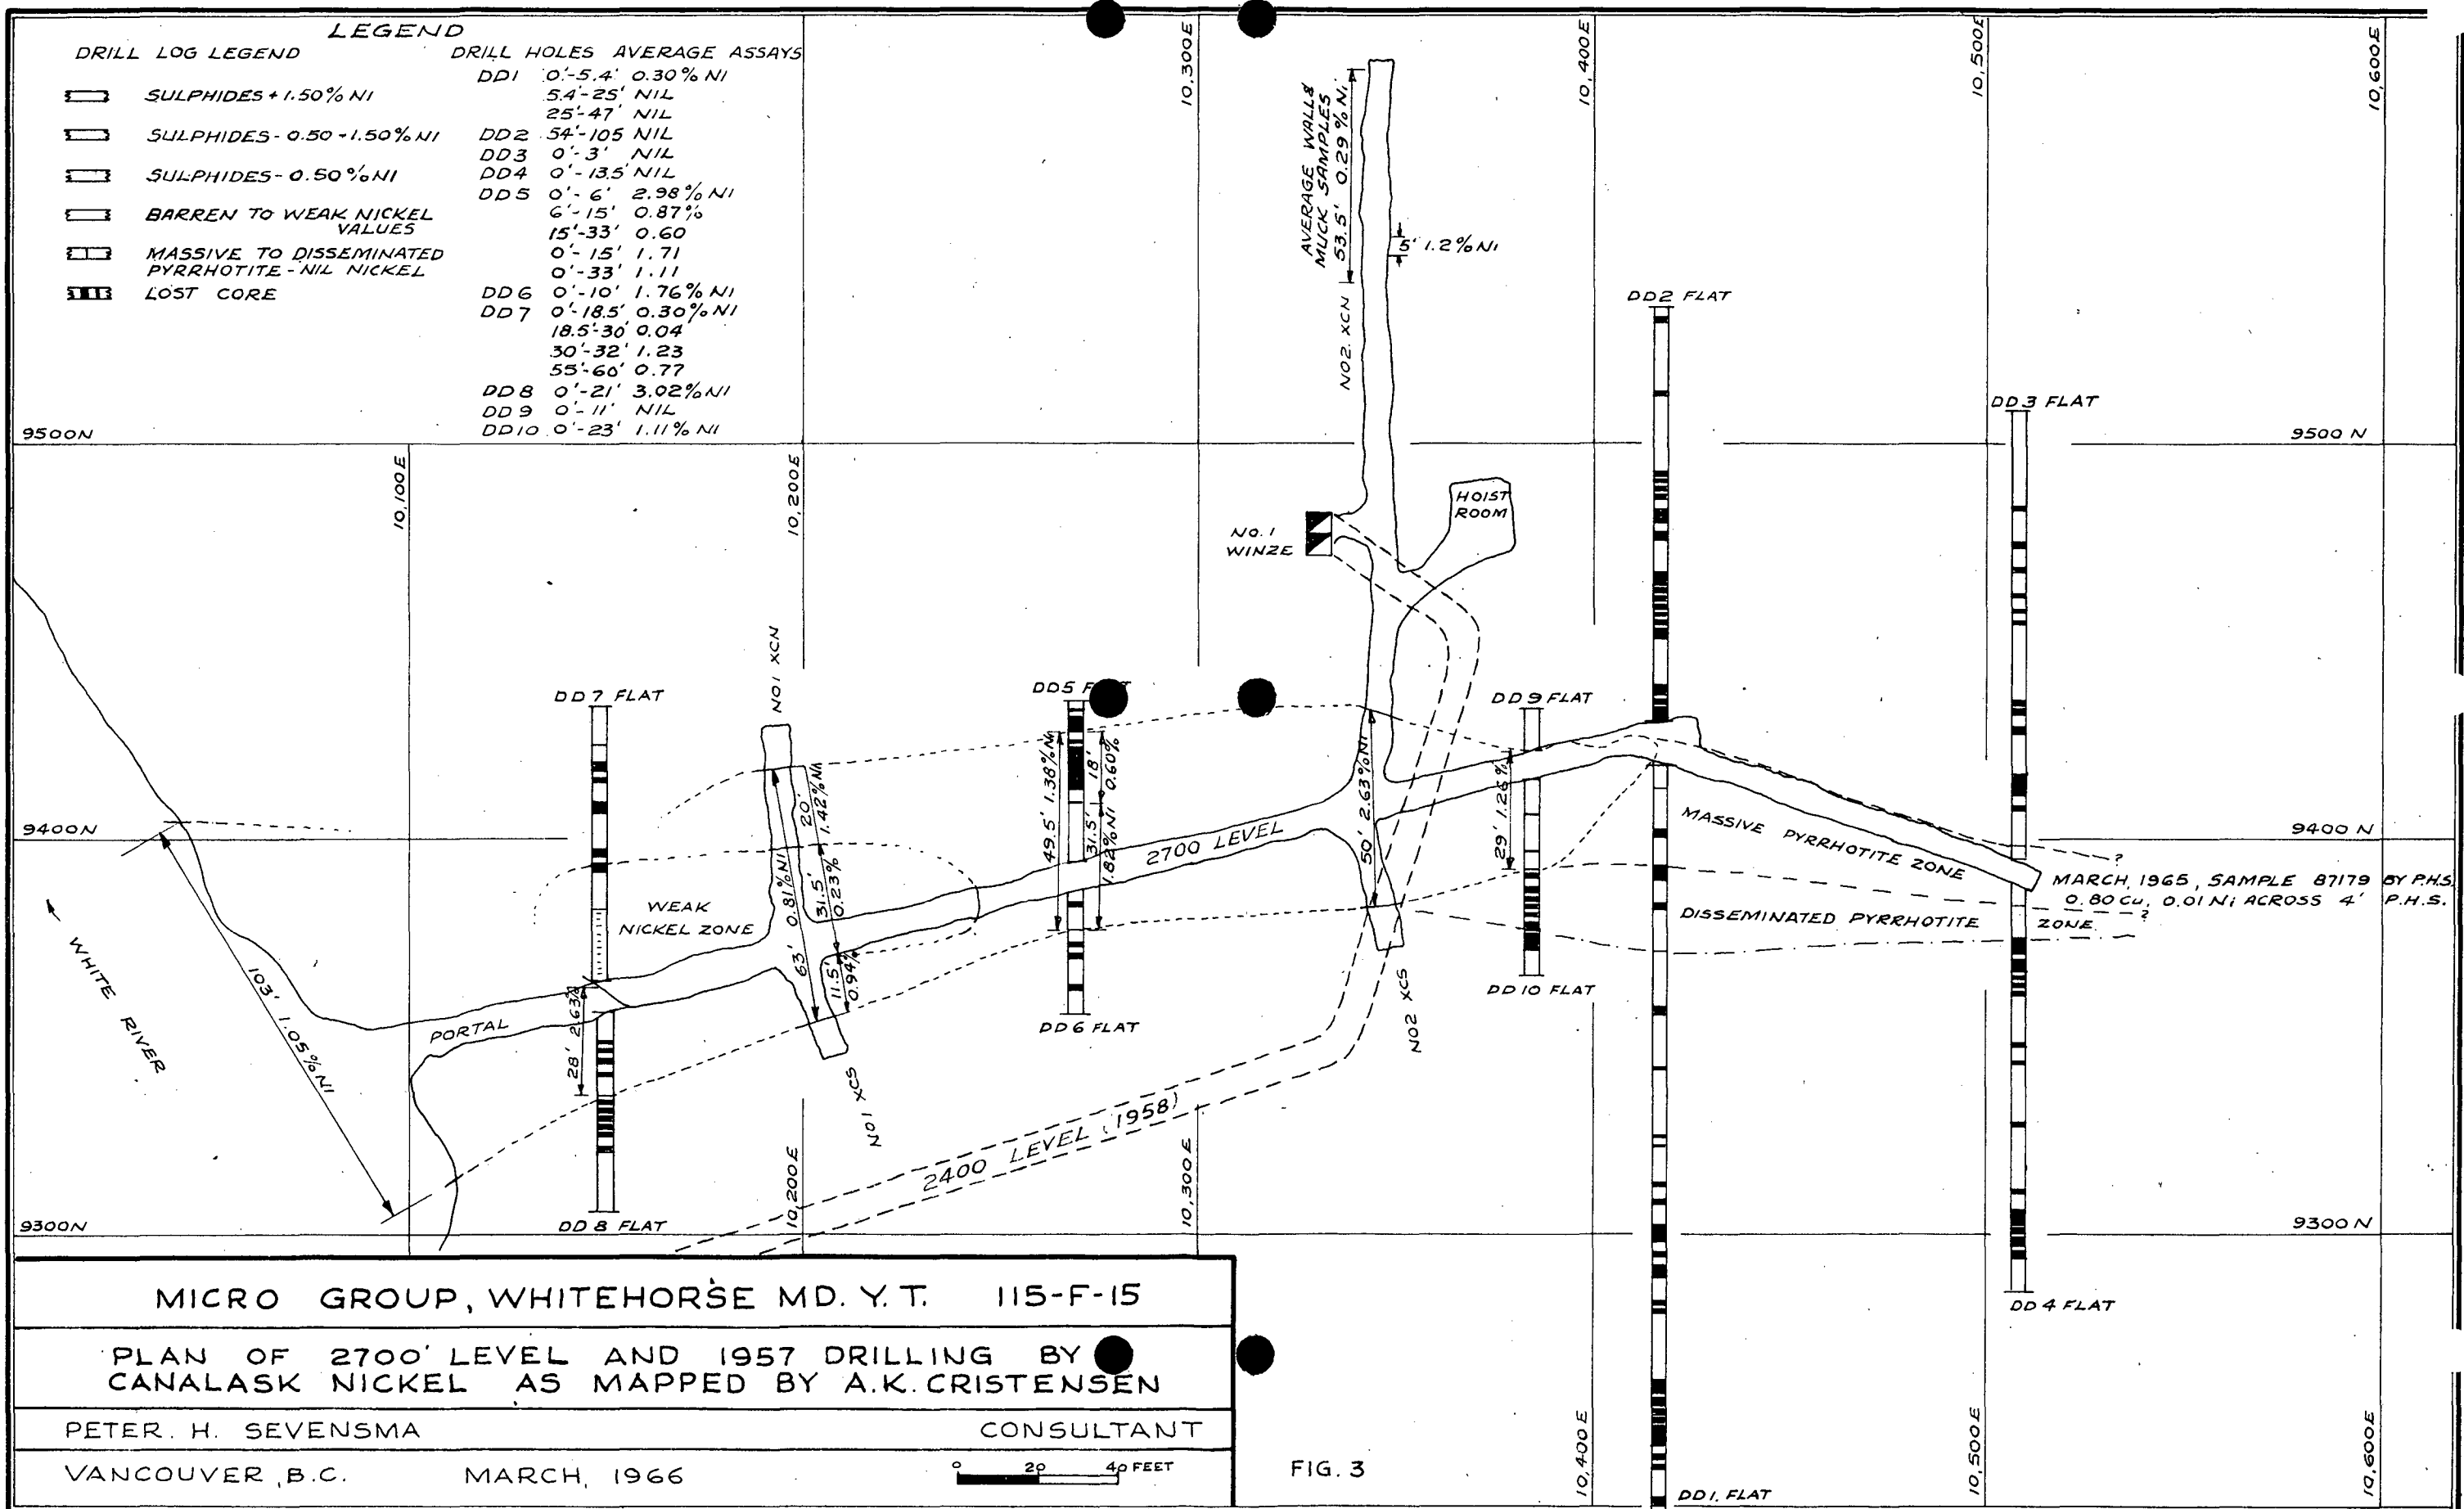 LEGEND
DRILL LOG LEGEND
SULPHIDES + 1.50% NI
SULPHIDES - 0.50 - 1.50% NI
SULPHIDES - 0.50% NI
BARREN TO WEAK NICKEL
VALUES
MASSIVE TO DISSEMINATED
PYRRHOTITE - NIL NICKEL
LOST CORE
DRILL HOLES AVERAGE ASSAYS
DD1 0'-5.4' 0.30% NI
5.4'-25' NIL
25'-47' NIL
DD2 54'-105 NIL
DD3 0'-3' NIL
DD4 0'-13.5' NIL
DD5 0'-6' 2.98% NI
6'-15' 0.87%
15'-33' 0.60
0'-15' 1.71
0'-33' 1.11
DD6 0'-10' 1.76% NI
DD7 0'-18.5' 0.30% NI
18.5'-30' 0.04
30'-32' 1.23
55'-60' 0.77
DD8 0'-21' 3.02% NI
DD9 0'-11' NIL
DD10 0'-23' 1.11% NI
10,300E
10,400E
10,500E
10,600E
AVERAGE WALLS &
MUCK SAMPLES
53.5' 0.29% NI.
5' 1.2% NI
NO2. XCN
DD2 FLAT
DD3 FLAT
9500N
9500 N
10,100E
10,200E
HOIST
ROOM
NO. 1
WINZE
NO1 XCN
DD7 FLAT
DD5 F
DD9 FLAT
49.5' 1.38% NI
18'
0.60%
31.5'
1.82% NI
20'
1.42% NI
63' 0.81% NI
31.5'
0.23%
11.5'
0.94%
50' 2.63% NI
29' 1.26%
9400N
9400 N
2700 LEVEL
MASSIVE PYRRHOTITE ZONE
?
MARCH, 1965, SAMPLE 87179 BY P.H.S.
0.80 Cu, 0.01 Ni ACROSS 4' P.H.S.
DISSEMINATED PYRRHOTITE ZONE
?
WEAK
NICKEL ZONE
WHITE RIVER
103' 1.05% NI
PORTAL
28' 2.63%
DD6 FLAT
DD10 FLAT
NO2 XCS
NO1 XCS
2400 LEVEL (1958)
9300N
9300 N
DD8 FLAT
10,200E
10,300E
DD4 FLAT
MICRO GROUP, WHITEHORSE MD. Y.T. 115-F-15
PLAN OF 2700' LEVEL AND 1957 DRILLING BY
CANALASK NICKEL AS MAPPED BY A.K. CRISTENSEN
PETER. H. SEVENSMA CONSULTANT
VANCOUVER, B.C. MARCH, 1966
0 20 40 FEET
FIG. 3
10,400E
10,500E
10,600E
DD1. FLAT